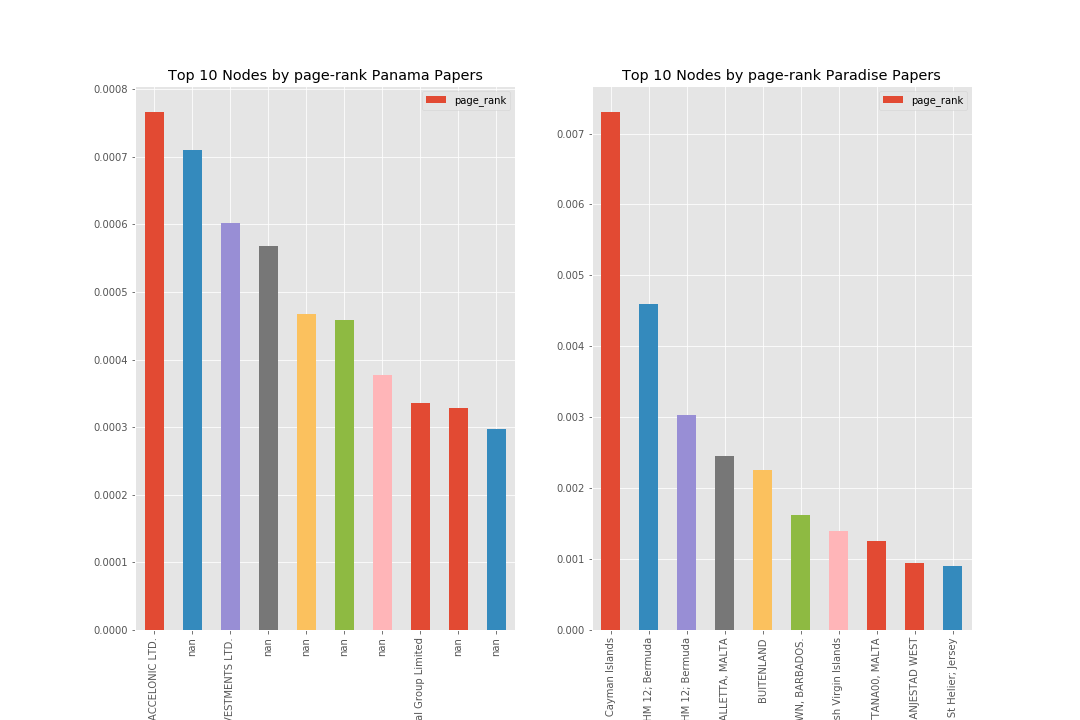 Top 10 Nodes by page-rank Panama Papers
page_rank
0.0008
0.0007
0.0006
0.0005
0.0004
0.0003
0.0002
0.0001
0.0000
ACCELONIC LTD.
nan
VESTMENTS LTD.
nan
nan
nan
nan
al Group Limited
nan
nan
Top 10 Nodes by page-rank Paradise Papers
page_rank
0.007
0.006
0.005
0.004
0.003
0.002
0.001
0.000
Cayman Islands
HM 12; Bermuda
HM 12; Bermuda
ALLETTA, MALTA
BUITENLAND
WN, BARBADOS.
sh Virgin Islands
TANA00, MALTA
ANJESTAD WEST
St Helier; Jersey